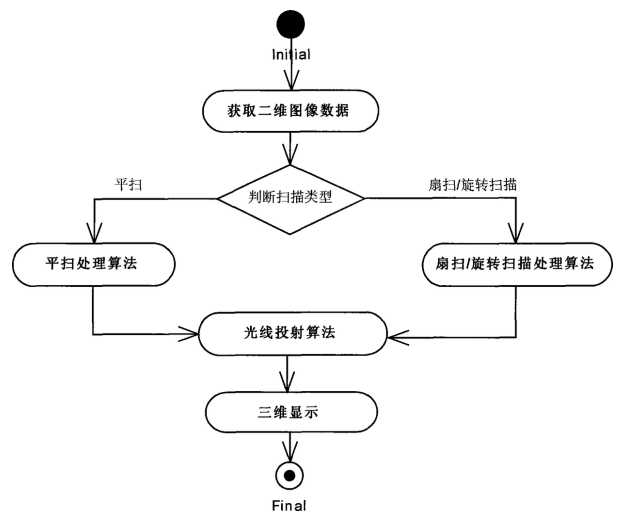 Initial
获取二维图像数据
判断扫描类型
平扫
扇扫/旋转扫描
平扫处理算法
扇扫/旋转扫描处理算法
光线投射算法
三维显示
Final